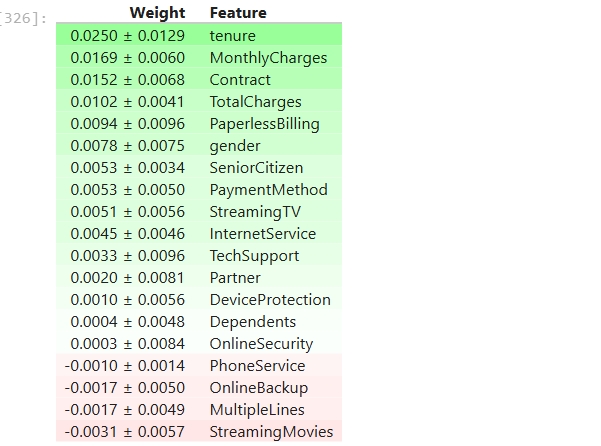 [326]:
Weight Feature
0.0250 ± 0.0129 tenure
0.0169 ± 0.0060 MonthlyCharges
0.0152 ± 0.0068 Contract
0.0102 ± 0.0041 TotalCharges
0.0094 ± 0.0096 PaperlessBilling
0.0078 ± 0.0075 gender
0.0053 ± 0.0034 SeniorCitizen
0.0053 ± 0.0050 PaymentMethod
0.0051 ± 0.0056 StreamingTV
0.0045 ± 0.0046 InternetService
0.0033 ± 0.0096 TechSupport
0.0020 ± 0.0081 Partner
0.0010 ± 0.0056 DeviceProtection
0.0004 ± 0.0048 Dependents
0.0003 ± 0.0084 OnlineSecurity
-0.0010 ± 0.0014 PhoneService
-0.0017 ± 0.0050 OnlineBackup
-0.0017 ± 0.0049 MultipleLines
-0.0031 ± 0.0057 StreamingMovies